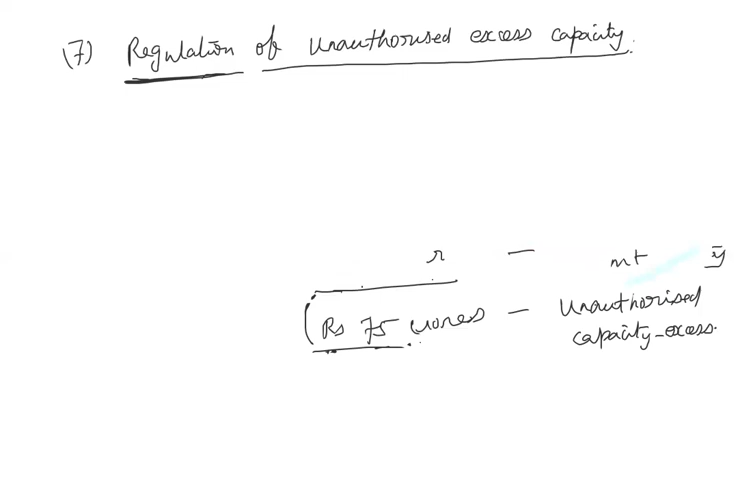 (7) Regulation of Unauthorised excess capacity.
r — mt y
(Rs 75 crores — Unauthorised
capacity-excess.